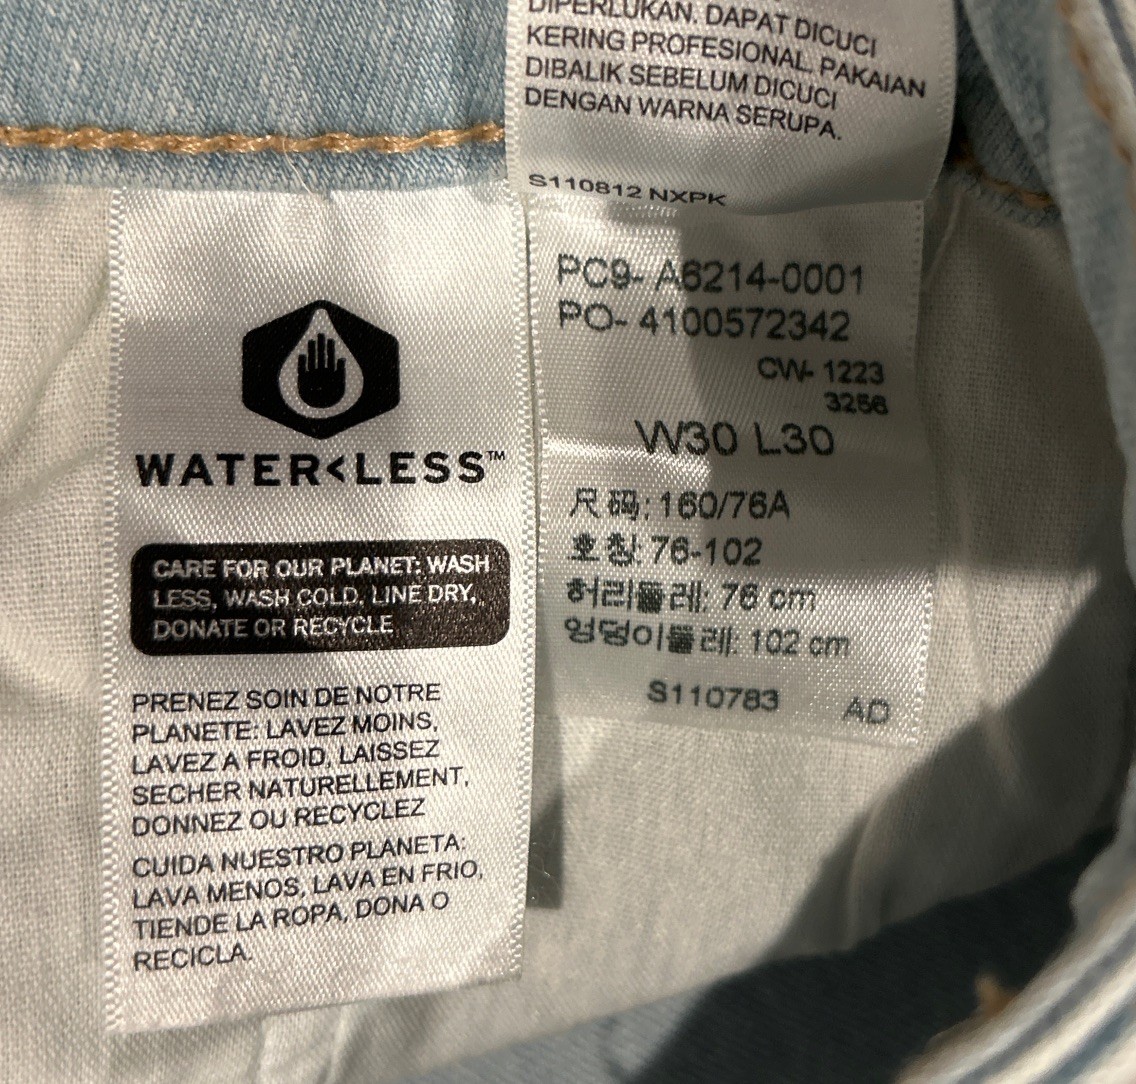 DIPERLUKAN. DAPAT DICUCI
KERING PROFESIONAL. PAKAIAN
DIBALIK SEBELUM DICUCI
DENGAN WARNA SERUPA.
S110812 NXPK
WATER<LESS™
CARE FOR OUR PLANET: WASH
LESS, WASH COLD, LINE DRY,
DONATE OR RECYCLE
PRENEZ SOIN DE NOTRE
PLANETE: LAVEZ MOINS,
LAVEZ A FROID, LAISSEZ
SECHER NATURELLEMENT,
DONNEZ OU RECYCLEZ
CUIDA NUESTRO PLANETA:
LAVA MENOS, LAVA EN FRIO,
TIENDE LA ROPA, DONA O
RECICLA.
PC9- A6214-0001
PO- 4100572342
CW- 1223
3256
W30 L30
尺码: 160/76A
호칭: 76-102
허리둘레: 76 cm
엉덩이둘레: 102 cm
S110783 AD